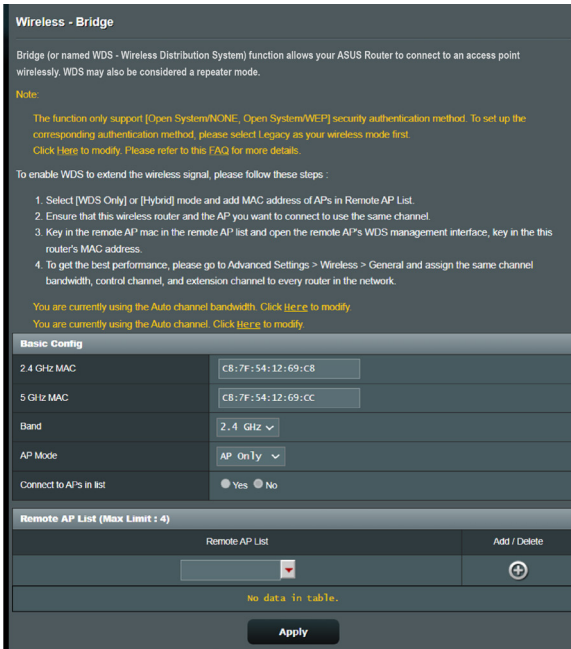 Wireless - Bridge
Bridge (or named WDS - Wireless Distribution System) function allows your ASUS Router to connect to an access point
wirelessly. WDS may also be considered a repeater mode.
Note:
The function only support [Open System/NONE, Open System/WEP] security authentication method. To set up the
corresponding authentication method, please select Legacy as your wireless mode first.
Click Here to modify. Please refer to this FAQ for more details.
To enable WDS to extend the wireless signal, please follow these steps :
1. Select [WDS Only] or [Hybrid] mode and add MAC address of APs in Remote AP List.
2. Ensure that this wireless router and the AP you want to connect to use the same channel.
3. Key in the remote AP mac in the remote AP list and open the remote AP's WDS management interface, key in the this
router's MAC address.
4. To get the best performance, please go to Advanced Settings > Wireless > General and assign the same channel
bandwidth, control channel, and extension channel to every router in the network.
You are currently using the Auto channel bandwidth. Click Here to modify.
You are currently using the Auto channel. Click Here to modify.
Basic Config
2.4 GHz MAC C8:7F:54:12:69:C8
5 GHz MAC C8:7F:54:12:69:CC
Band 2.4 GHz
AP Mode AP Only
Connect to APs in list Yes No
Remote AP List (Max Limit : 4)
Remote AP List Add / Delete
No data in table.
Apply